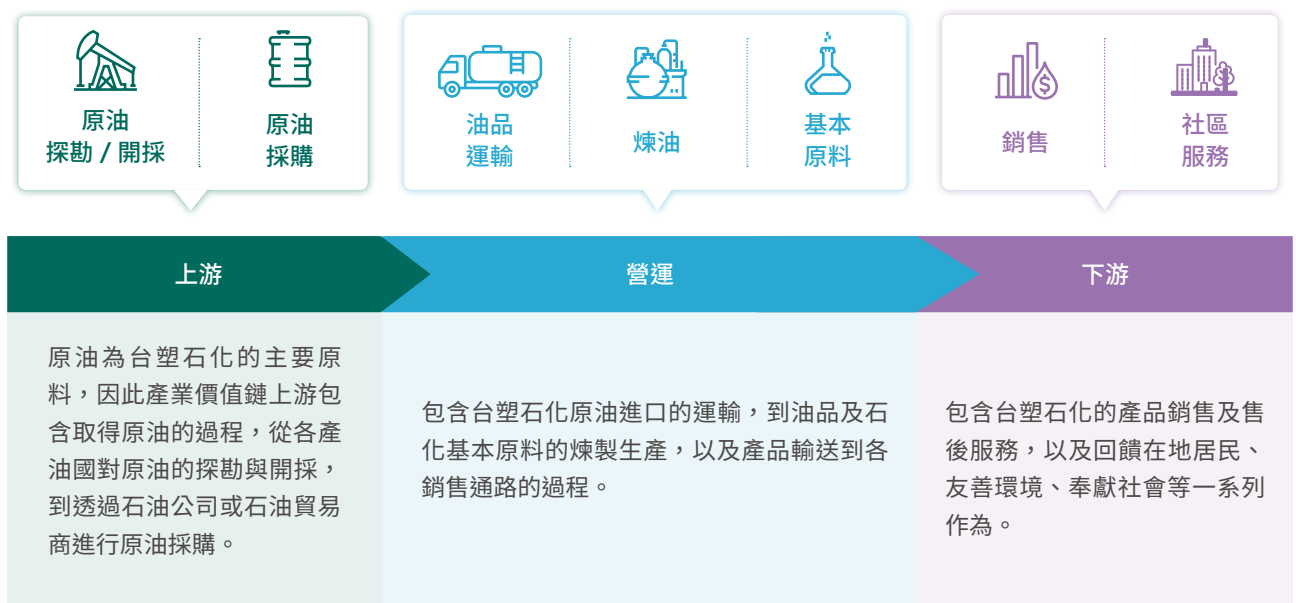 原油
探勘 / 開採
原油
採購
油品
運輸
煉油
基本
原料
銷售
社區
服務
上游
營運
下游
原油為台塑石化的主要原
料，因此產業價值鏈上游包
含取得原油的過程，從各產
油國對原油的探勘與開採，
到透過石油公司或石油貿易
商進行原油採購。
包含台塑石化原油進口的運輸，到油品及石
化基本原料的煉製生產，以及產品輸送到各
銷售通路的過程。
包含台塑石化的產品銷售及售
後服務，以及回饋在地居民、
友善環境、奉獻社會等一系列
作為。